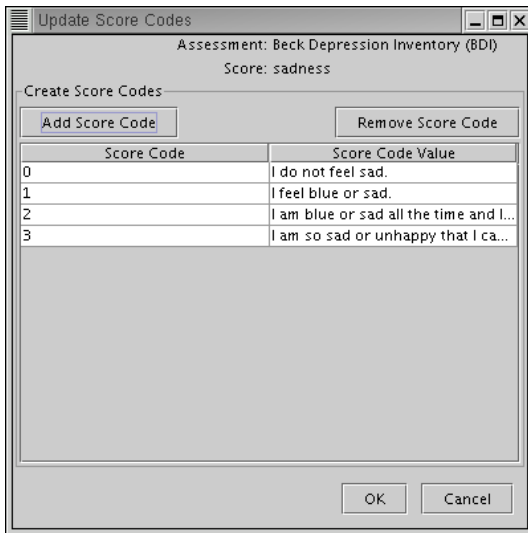 Update Score Codes
Assessment: Beck Depression Inventory (BDI)
Score: sadness
Create Score Codes
Add Score Code Remove Score Code
Score Code Score Code Value
0 I do not feel sad.
1 I feel blue or sad.
2 I am blue or sad all the time and I...
3 I am so sad or unhappy that I ca...
OK Cancel